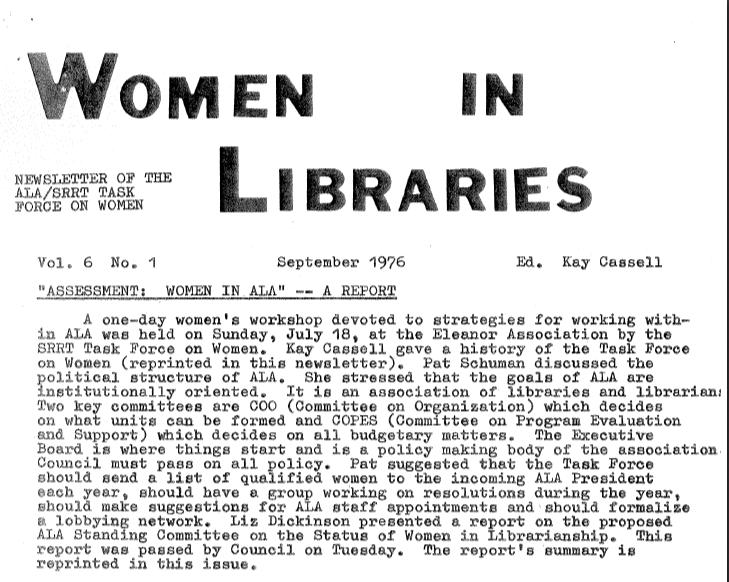 WOMEN IN
LIBRARIES
NEWSLETTER OF THE
ALA/SRRT TASK
FORCE ON WOMEN
Vol. 6 No. 1 September 1976 Ed. Kay Cassell
"ASSESSMENT: WOMEN IN ALA" -- A REPORT
A one-day women's workshop devoted to strategies for working with-
in ALA was held on Sunday, July 18, at the Eleanor Association by the
SRRT Task Force on Women. Kay Cassell gave a history of the Task Force
on Women (reprinted in this newsletter). Pat Schuman discussed the
political structure of ALA. She stressed that the goals of ALA are
institutionally oriented. It is an association of libraries and librarians
Two key committees are COO (Committee on Organization) which decides
on what units can be formed and COPES (Committee on Program Evaluation
and Support) which decides on all budgetary matters. The Executive
Board is where things start and is a policy making body of the association.
Council must pass on all policy. Pat suggested that the Task Force
should send a list of qualified women to the incoming ALA President
each year, should have a group working on resolutions during the year,
should make suggestions for ALA staff appointments and should formalize
a lobbying network. Liz Dickinson presented a report on the proposed
ALA Standing Committee on the Status of Women in Librarianship. This
report was passed by Council on Tuesday. The report's summary is
reprinted in this issue.